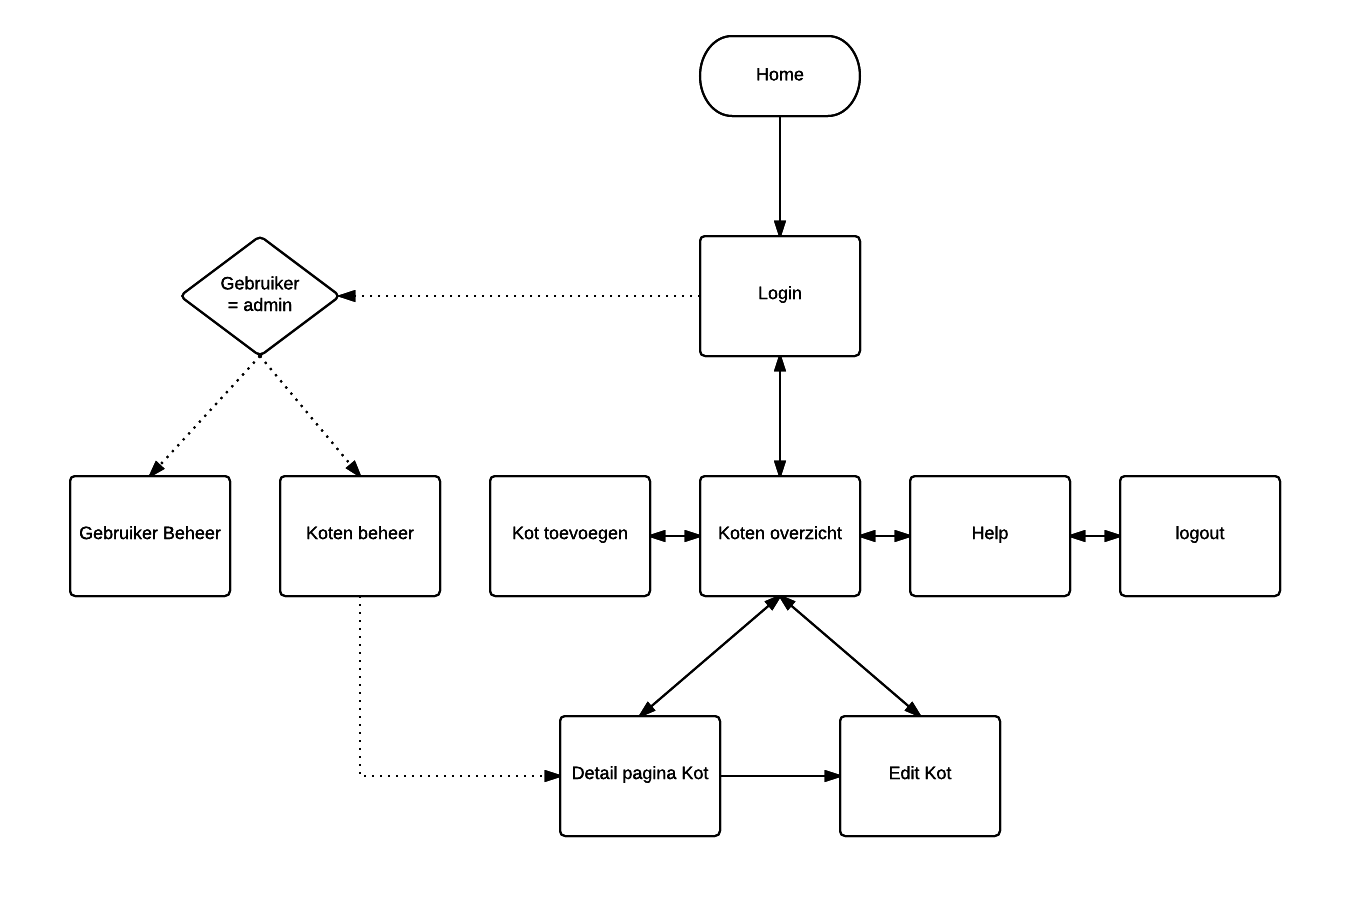 Home
Gebruiker
= admin
Login
Gebruiker Beheer
Koten beheer
Kot toevoegen
Koten overzicht
Help
logout
Detail pagina Kot
Edit Kot